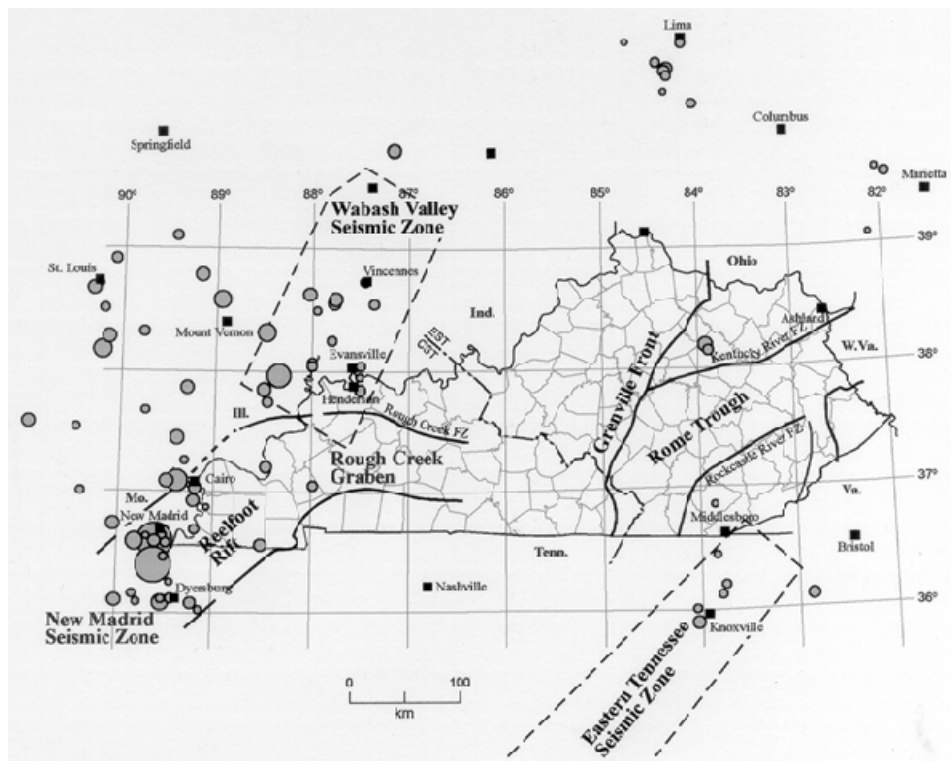 Lima
Columbus
Springfield
Marietta
90°
89°
88°
87°
86°
85°
84°
83°
82°
Wabash Valley
Seismic Zone
39°
St. Louis
Vincennes
Ohio
Ind.
Mount Vernon
Ashland
EST
CST
Kentucky River FZ
W.Va.
Evansville
38°
Grenville Front
Henderson
Ill.
Rough Creek FZ
Rome Trough
Rockcastle River FZ
Rough Creek
Graben
Cairo
37°
Mo.
Va.
New Madrid
Reelfoot
Rift
Middlesboro
Tenn.
Bristol
Nashville
Dyersburg
36°
New Madrid
Seismic Zone
Knoxville
Eastern Tennessee
Seismic Zone
0
100
km